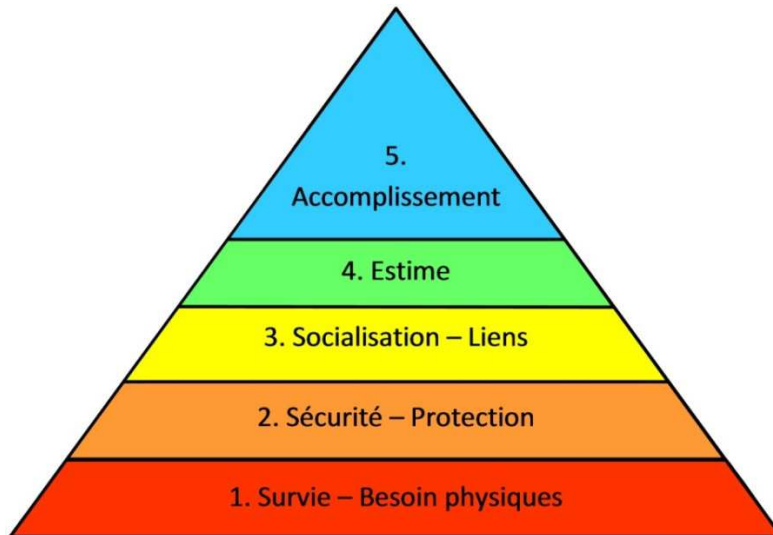 5.
Accomplissement
4. Estime
3. Socialisation – Liens
2. Sécurité – Protection
1. Survie – Besoin physiques